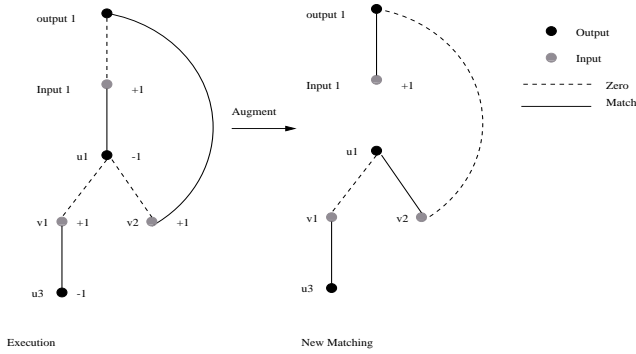 output 1
Input 1
+1
u1
-1
v1
+1
v2
+1
u3
-1
Execution
Augment
output 1
Input 1
+1
u1
v1
v2
u3
New Matching
Output
Input
Zero
Match